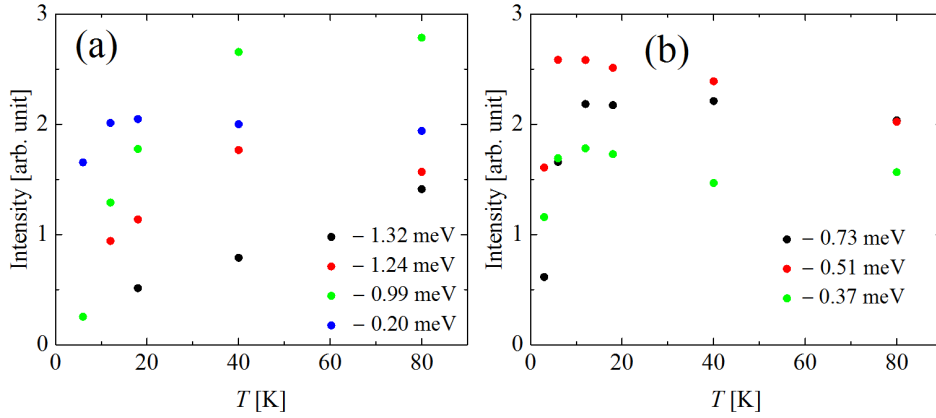 (a)
Intensity [arb. unit]
3
2
1
0
− 1.32 meV
− 1.24 meV
− 0.99 meV
− 0.20 meV
0 20 40 60 80
T [K]
(b)
Intensity [arb. unit]
3
2
1
0
− 0.73 meV
− 0.51 meV
− 0.37 meV
0 20 40 60 80
T [K]